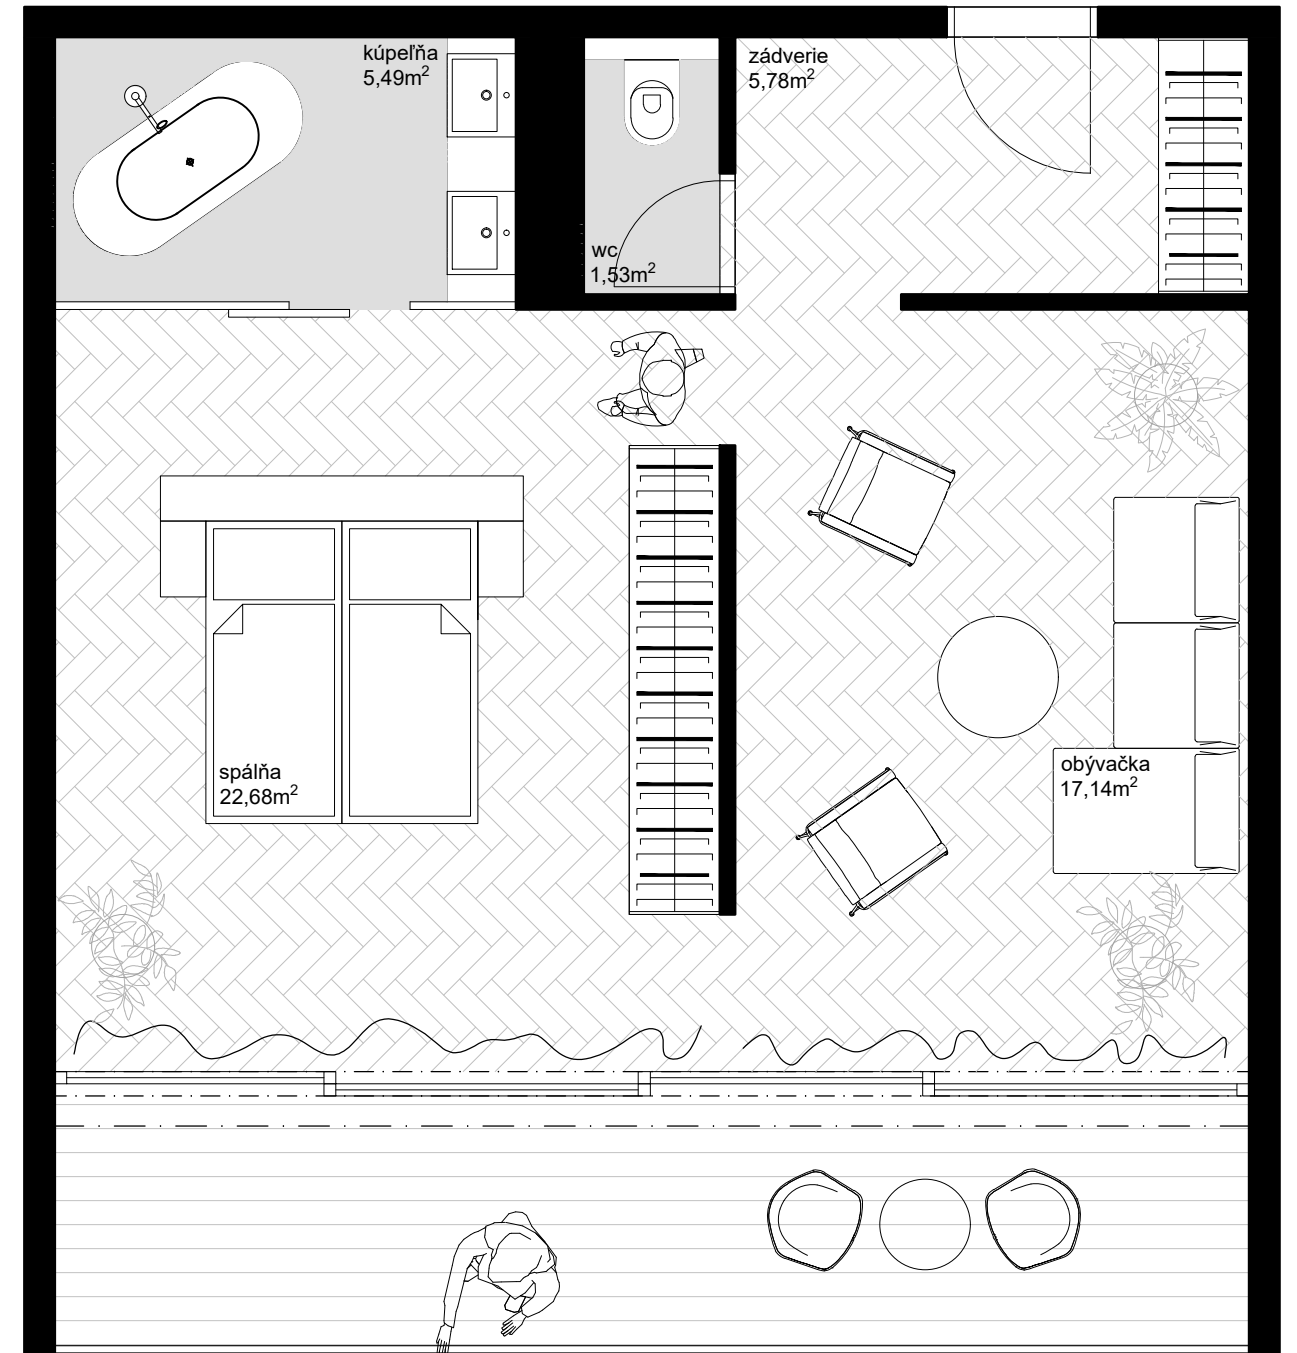 kúpeľňa
5,49m²
zádverie
5,78m²
wc
1,53m²
spálňa
22,68m²
obývačka
17,14m²